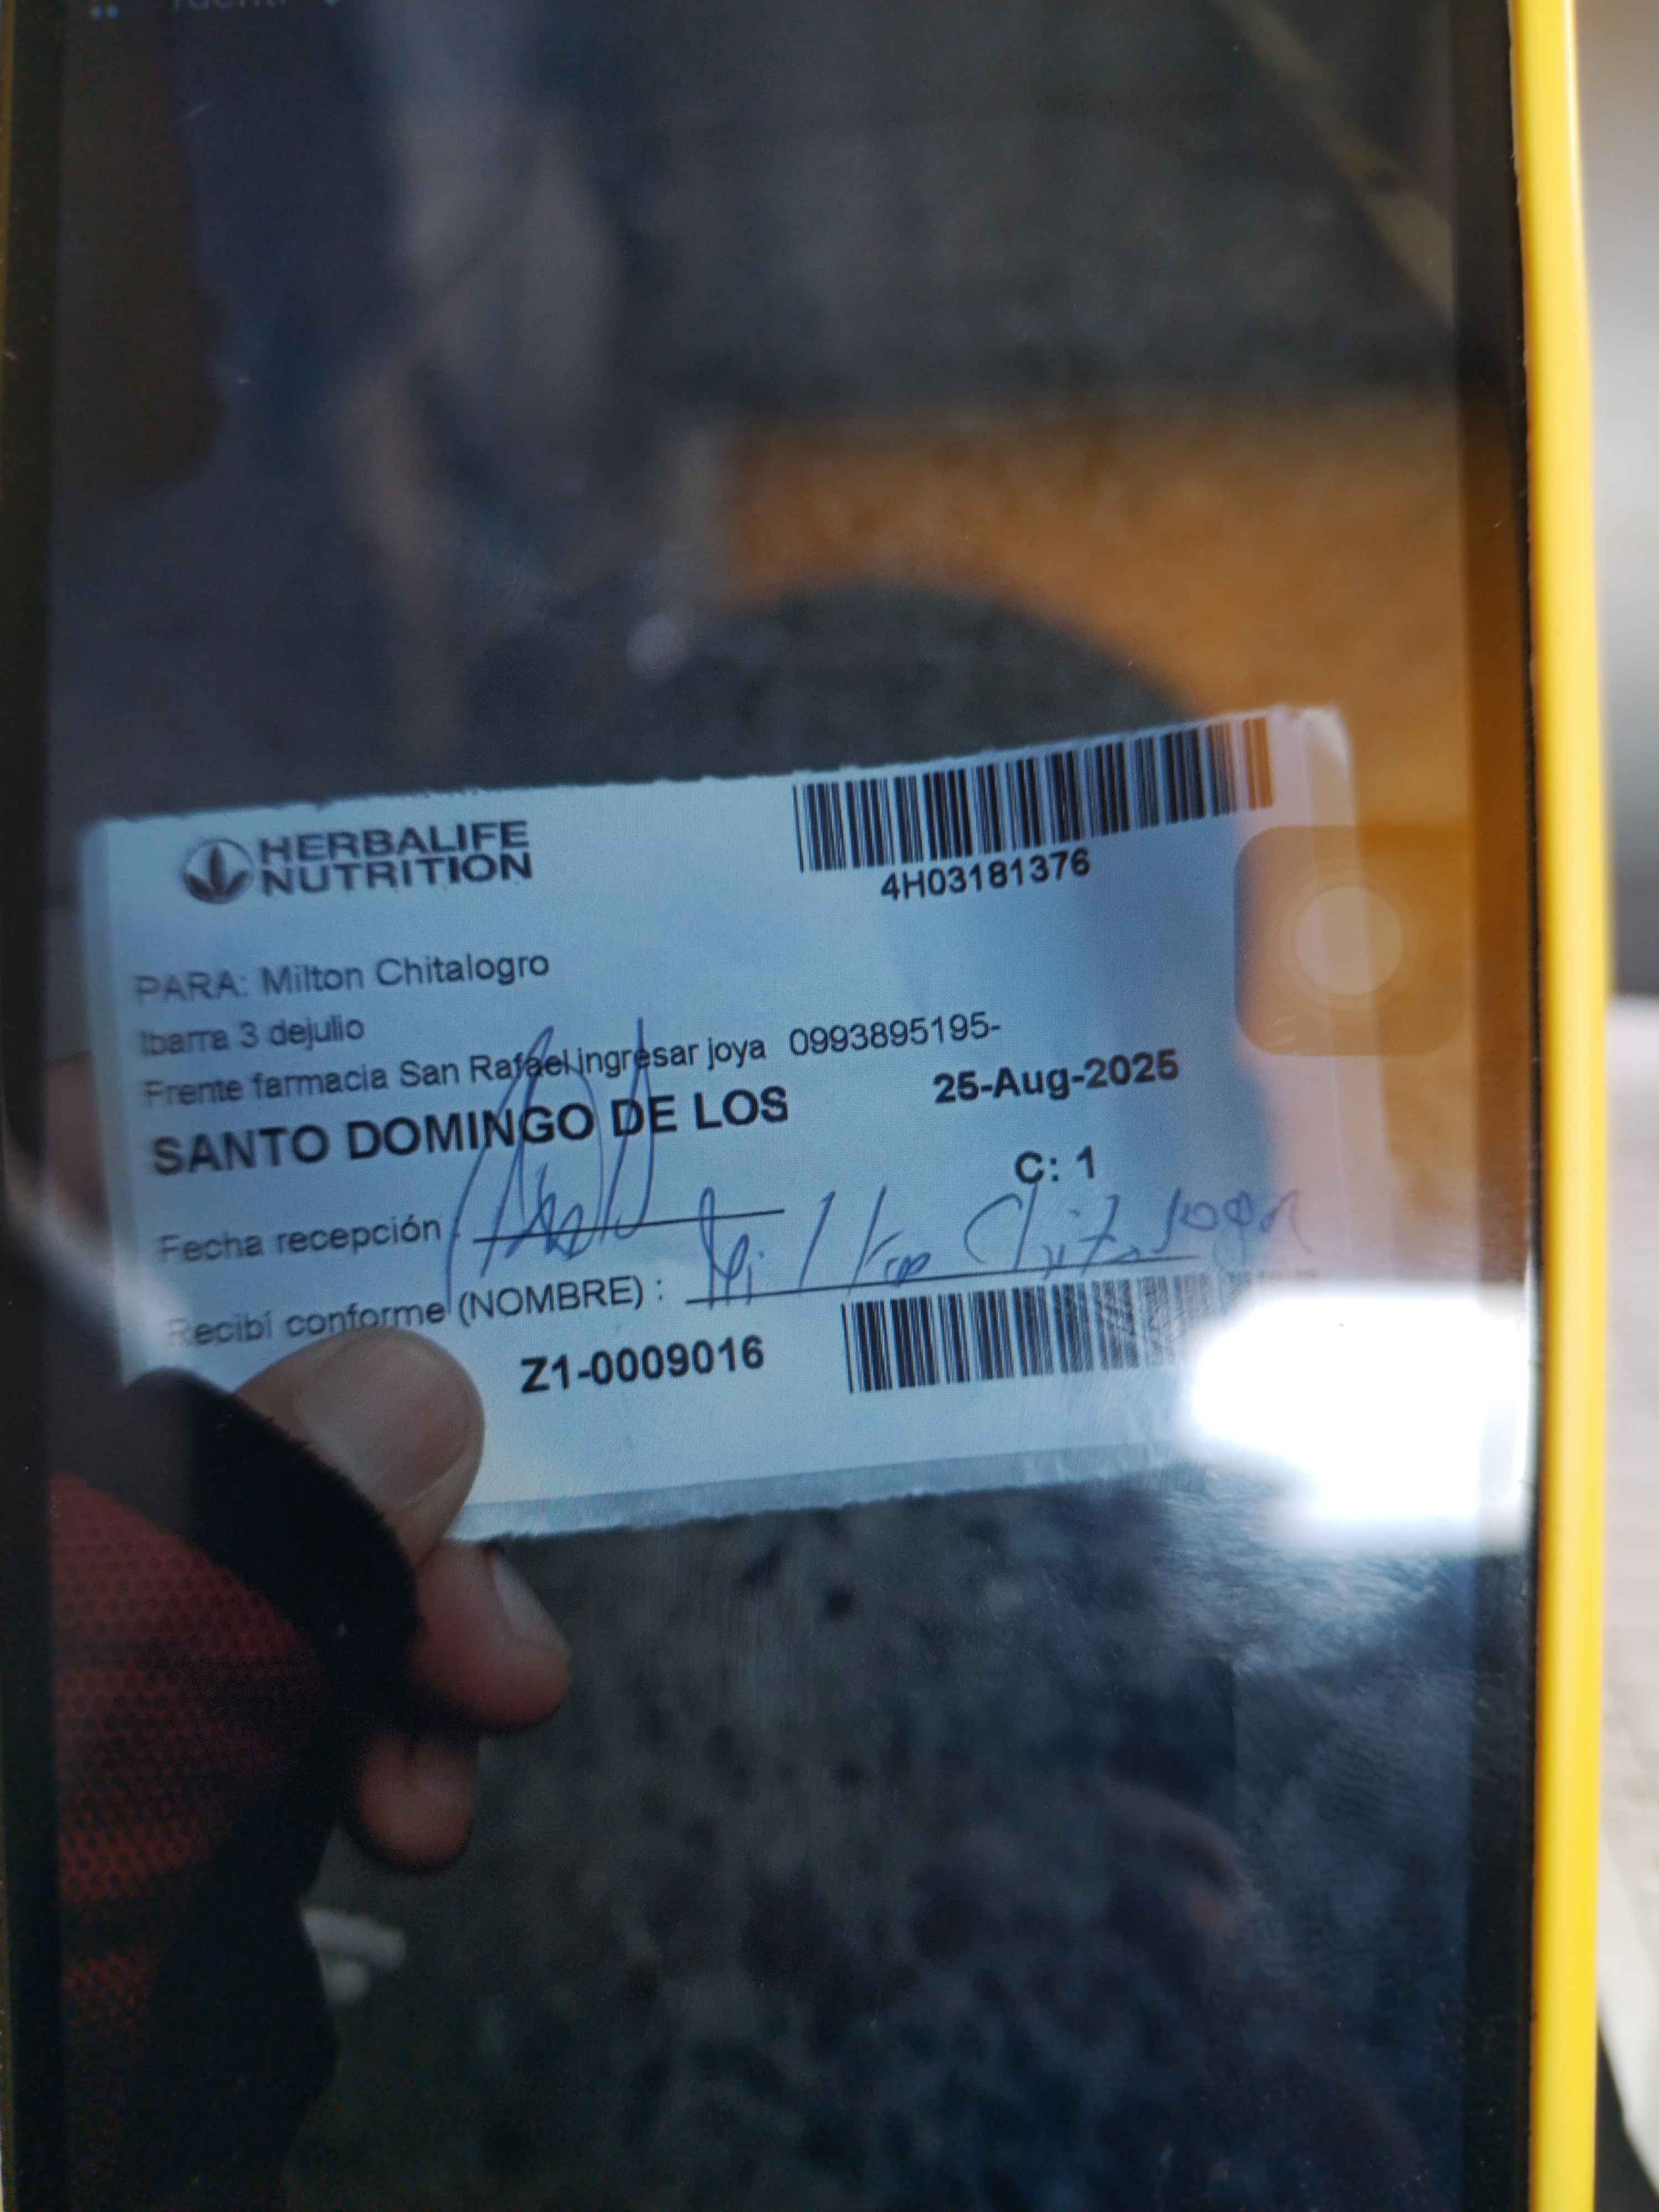 HERBALIFE
NUTRITION
4H03181376
PARA: Milton Chitalogro
Ibarra 3 dejulio
Frente farmacia San Rafael ingresar joya 0993895195-
SANTO DOMINGO DE LOS
25-Aug-2025
C: 1
Fecha recepción
Recibí conforme (NOMBRE) : Milton
Z1-0009016